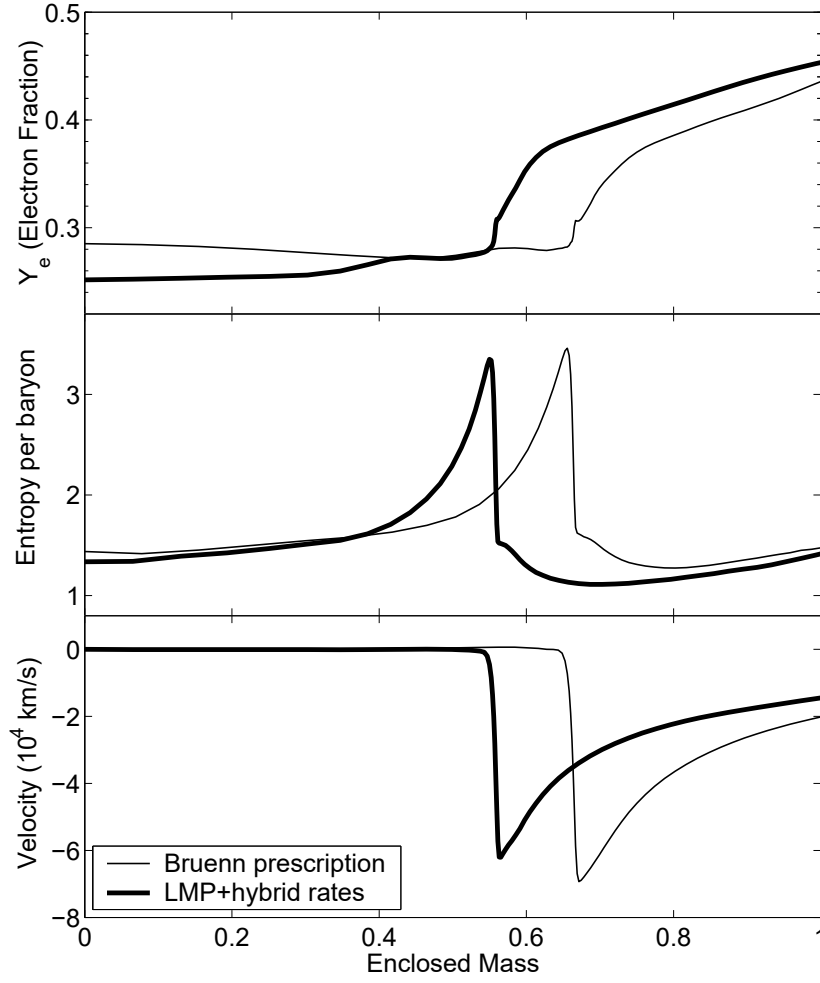 0.5
0.4
0.3
Y_e (Electron Fraction)
3
2
1
Entropy per baryon
0
−2
−4
−6
−8
Velocity (10^4 km/s)
Bruenn prescription
LMP+hybrid rates
0 0.2 0.4 0.6 0.8 1
Enclosed Mass